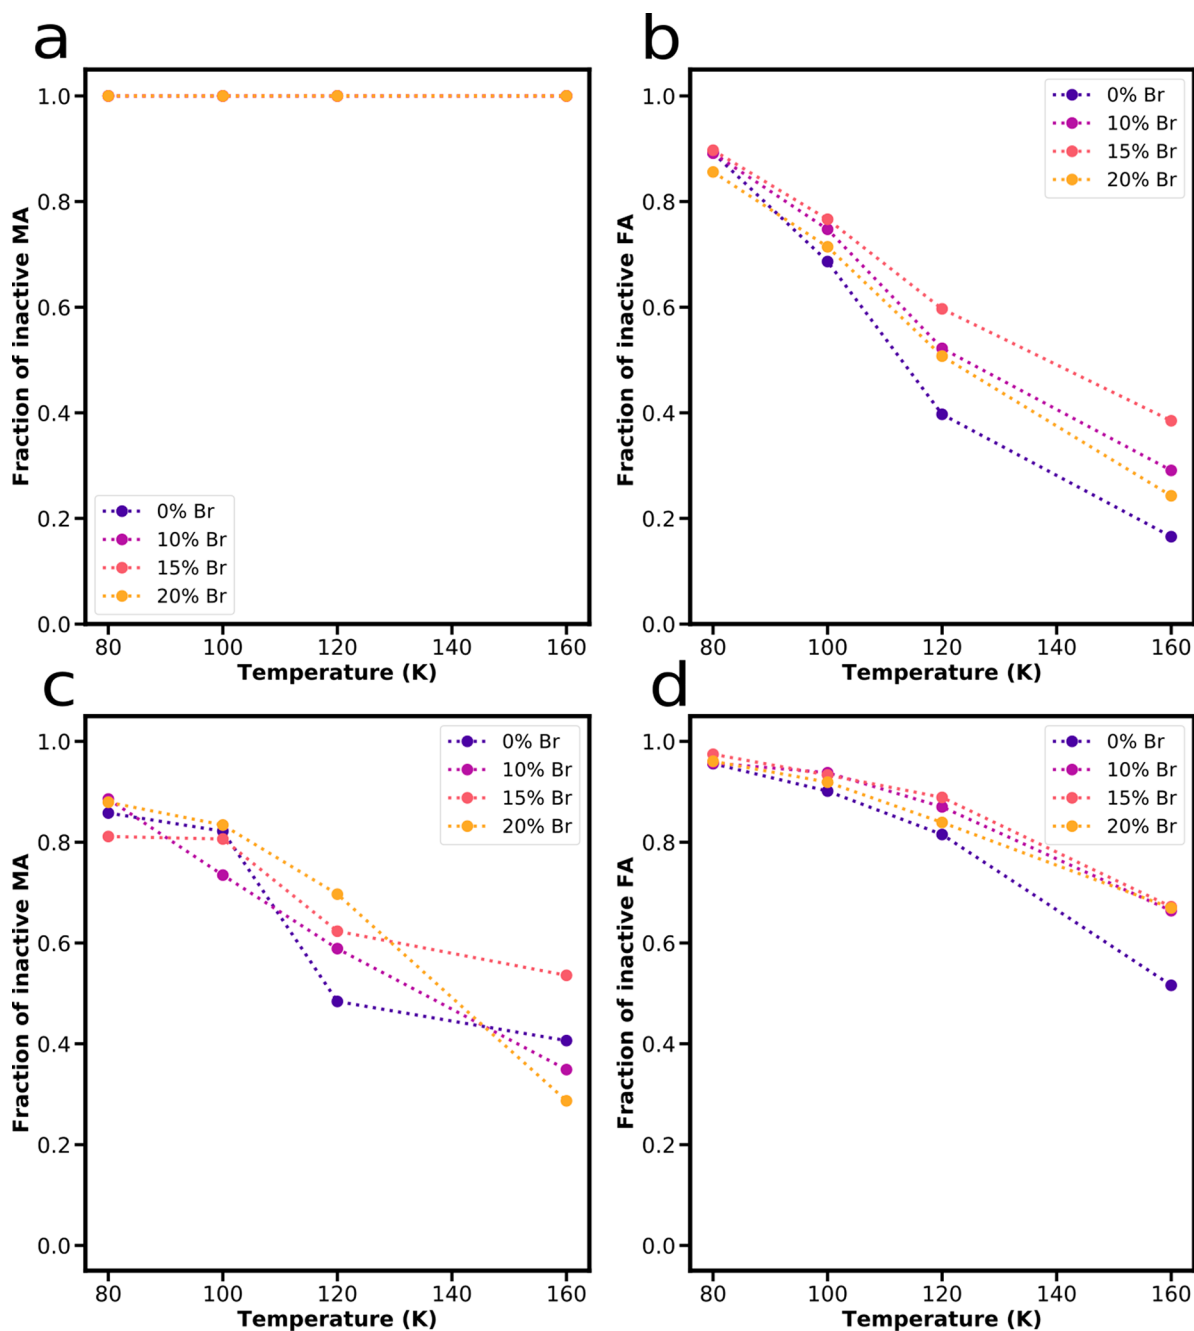 a
1.0
0.8
0.6
0.4
0.2
0.0
Fraction of inactive MA
0% Br
10% Br
15% Br
20% Br
80 100 120 140 160
Temperature (K)
b
1.0
0.8
0.6
0.4
0.2
0.0
Fraction of inactive FA
0% Br
10% Br
15% Br
20% Br
80 100 120 140 160
Temperature (K)
c
1.0
0.8
0.6
0.4
0.2
0.0
Fraction of inactive MA
0% Br
10% Br
15% Br
20% Br
80 100 120 140 160
Temperature (K)
d
1.0
0.8
0.6
0.4
0.2
0.0
Fraction of inactive FA
0% Br
10% Br
15% Br
20% Br
80 100 120 140 160
Temperature (K)